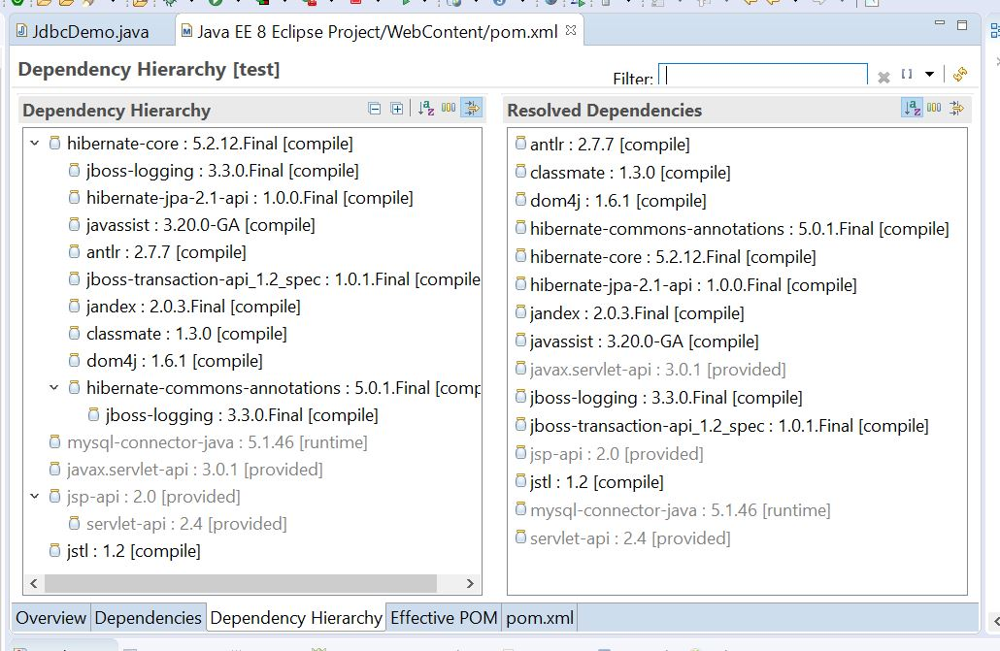 JdbcDemo.java
Java EE 8 Eclipse Project/WebContent/pom.xml
Dependency Hierarchy [test]
Filter:
Dependency Hierarchy
hibernate-core : 5.2.12.Final [compile]
jboss-logging : 3.3.0.Final [compile]
hibernate-jpa-2.1-api : 1.0.0.Final [compile]
javassist : 3.20.0-GA [compile]
antlr : 2.7.7 [compile]
jboss-transaction-api_1.2_spec : 1.0.1.Final [compile
jandex : 2.0.3.Final [compile]
classmate : 1.3.0 [compile]
dom4j : 1.6.1 [compile]
hibernate-commons-annotations : 5.0.1.Final [comp
jboss-logging : 3.3.0.Final [compile]
mysql-connector-java : 5.1.46 [runtime]
javax.servlet-api : 3.0.1 [provided]
jsp-api : 2.0 [provided]
servlet-api : 2.4 [provided]
jstl : 1.2 [compile]
Resolved Dependencies
antlr : 2.7.7 [compile]
classmate : 1.3.0 [compile]
dom4j : 1.6.1 [compile]
hibernate-commons-annotations : 5.0.1.Final [compile]
hibernate-core : 5.2.12.Final [compile]
hibernate-jpa-2.1-api : 1.0.0.Final [compile]
jandex : 2.0.3.Final [compile]
javassist : 3.20.0-GA [compile]
javax.servlet-api : 3.0.1 [provided]
jboss-logging : 3.3.0.Final [compile]
jboss-transaction-api_1.2_spec : 1.0.1.Final [compile]
jsp-api : 2.0 [provided]
jstl : 1.2 [compile]
mysql-connector-java : 5.1.46 [runtime]
servlet-api : 2.4 [provided]
Overview
Dependencies
Dependency Hierarchy
Effective POM
pom.xml